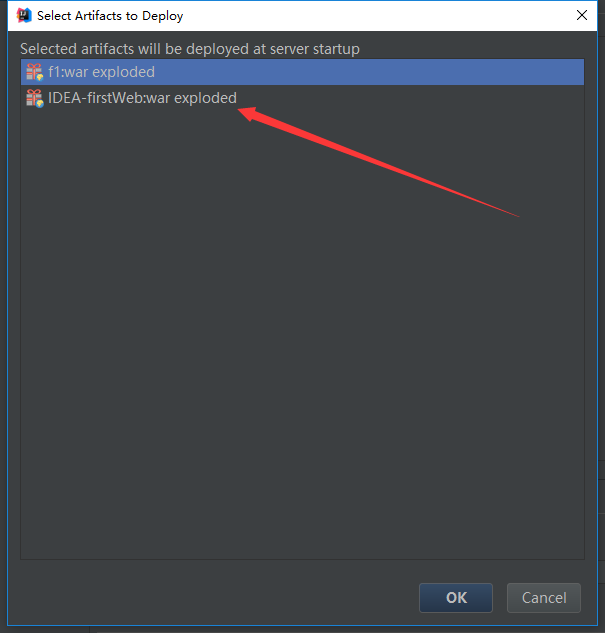 Select Artifacts to Deploy
Selected artifacts will be deployed at server startup
f1:war exploded
IDEA-firstWeb:war exploded
OK
Cancel